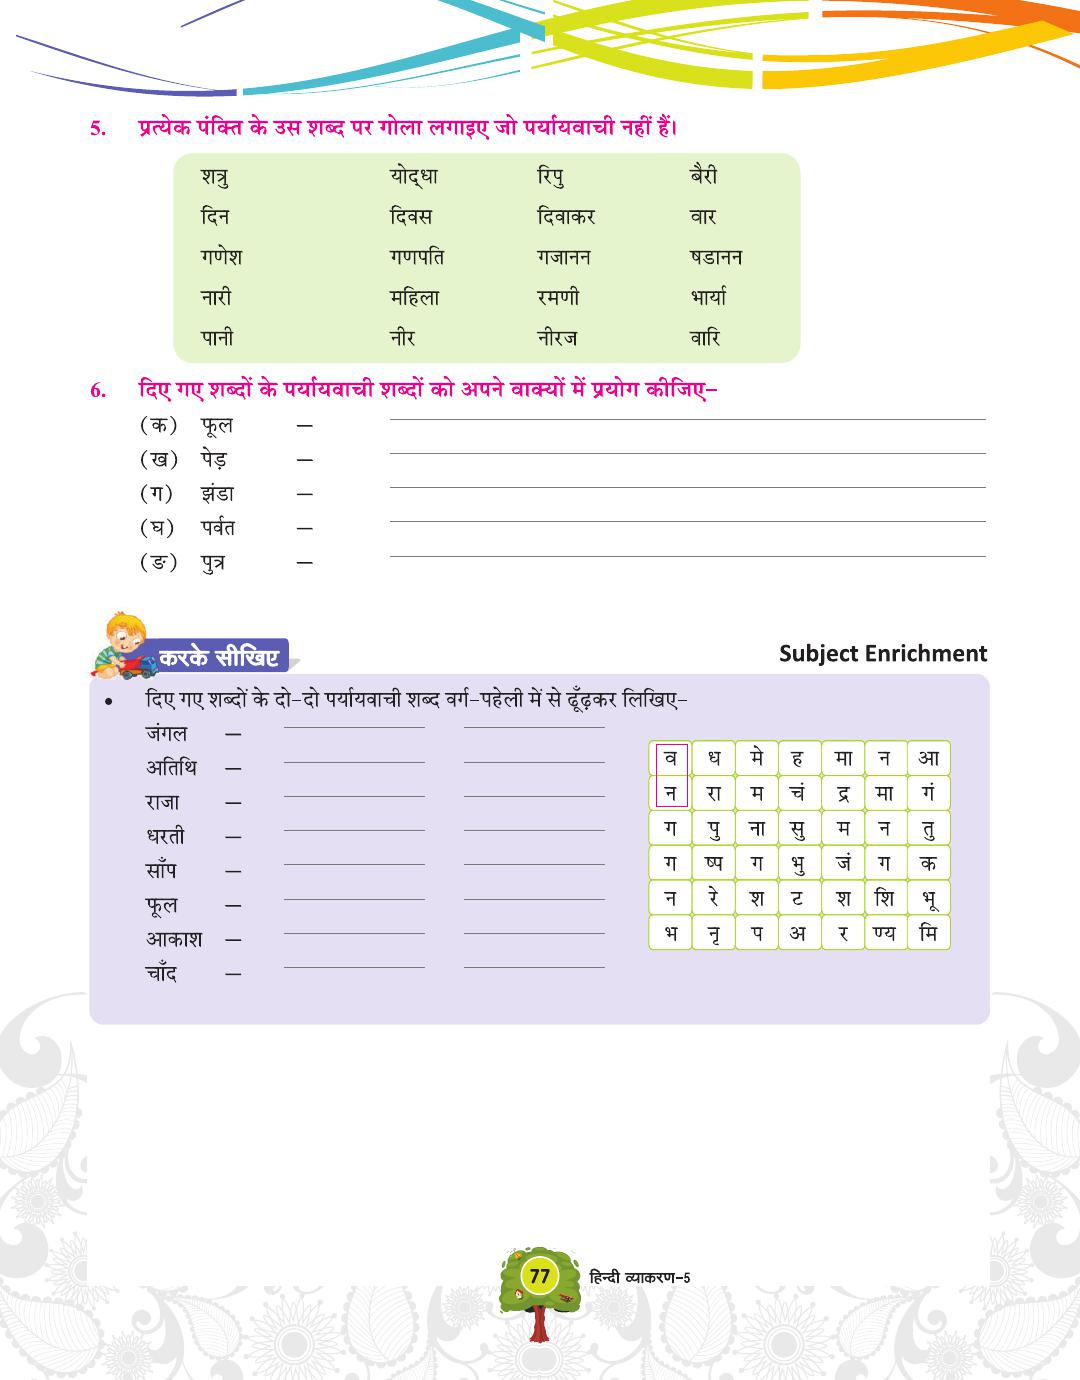 5. प्रत्येक पंक्ति के उस शब्द पर गोला लगाइए जो पर्यायवाची नहीं हैं।
शत्रु योद्धा रिपु बैरी
दिन दिवस दिवाकर वार
गणेश गणपति गजानन षडानन
नारी महिला रमणी भार्या
पानी नीर नीरज वारि
6. दिए गए शब्दों के पर्यायवाची शब्दों को अपने वाक्यों में प्रयोग कीजिए–
(क) फूल –
(ख) पेड़ –
(ग) झंडा –
(घ) पर्वत –
(ङ) पुत्र –
करके सीखिए Subject Enrichment
• दिए गए शब्दों के दो-दो पर्यायवाची शब्द वर्ग-पहेली में से ढूँढ़कर लिखिए-
जंगल –
अतिथि –
राजा –
धरती –
साँप –
फूल –
आकाश –
चाँद –
व ध मे ह मा न आ
न रा म चं द्र मा गं
ग पु ना सु म न तु
ग ष्प ग भु जं ग क
न रे श ट श शि भू
भ नृ प अ र ण्य मि
77 हिन्दी व्याकरण-5